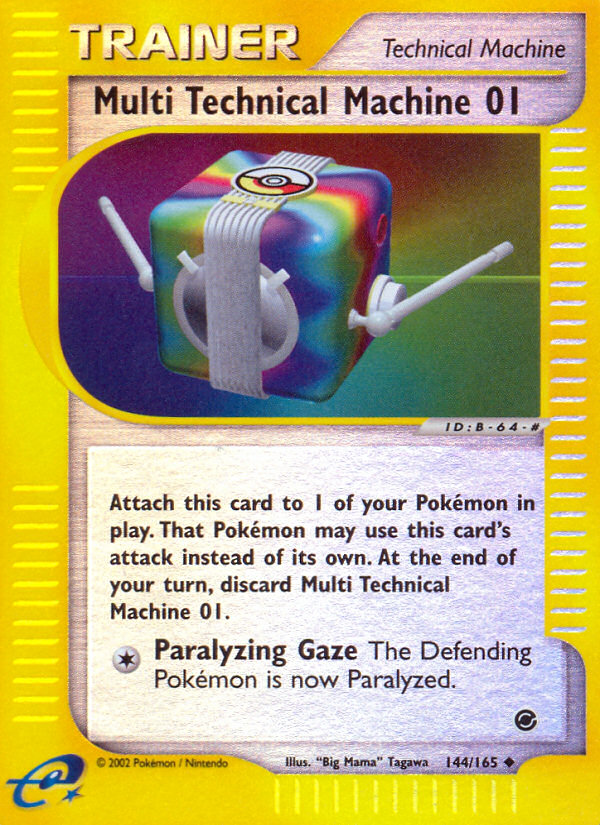 TRAINER
Technical Machine
Multi Technical Machine 01
ID:B-64-#
Attach this card to 1 of your Pokémon in
play. That Pokémon may use this card's
attack instead of its own. At the end of
your turn, discard Multi Technical
Machine 01.
Paralyzing Gaze The Defending
Pokémon is now Paralyzed.
© 2002 Pokémon / Nintendo
Illus. "Big Mama" Tagawa
144/165 ◆
e